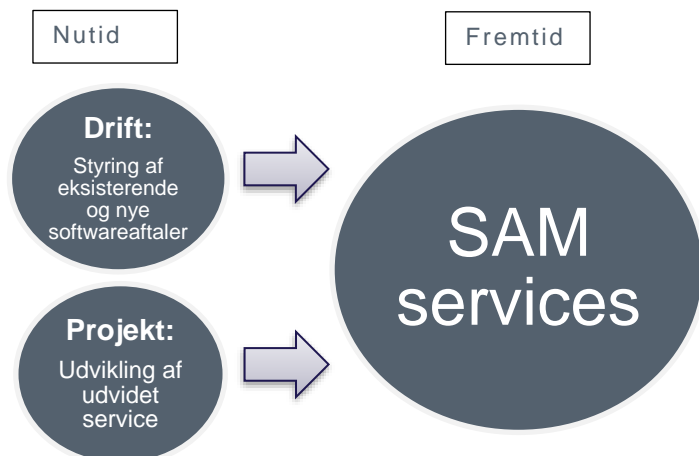 Nutid
Fremtid
Drift:
Styring af
eksisterende
og nye
softwareaftaler
SAM
services
Projekt:
Udvikling af
udvidet
service